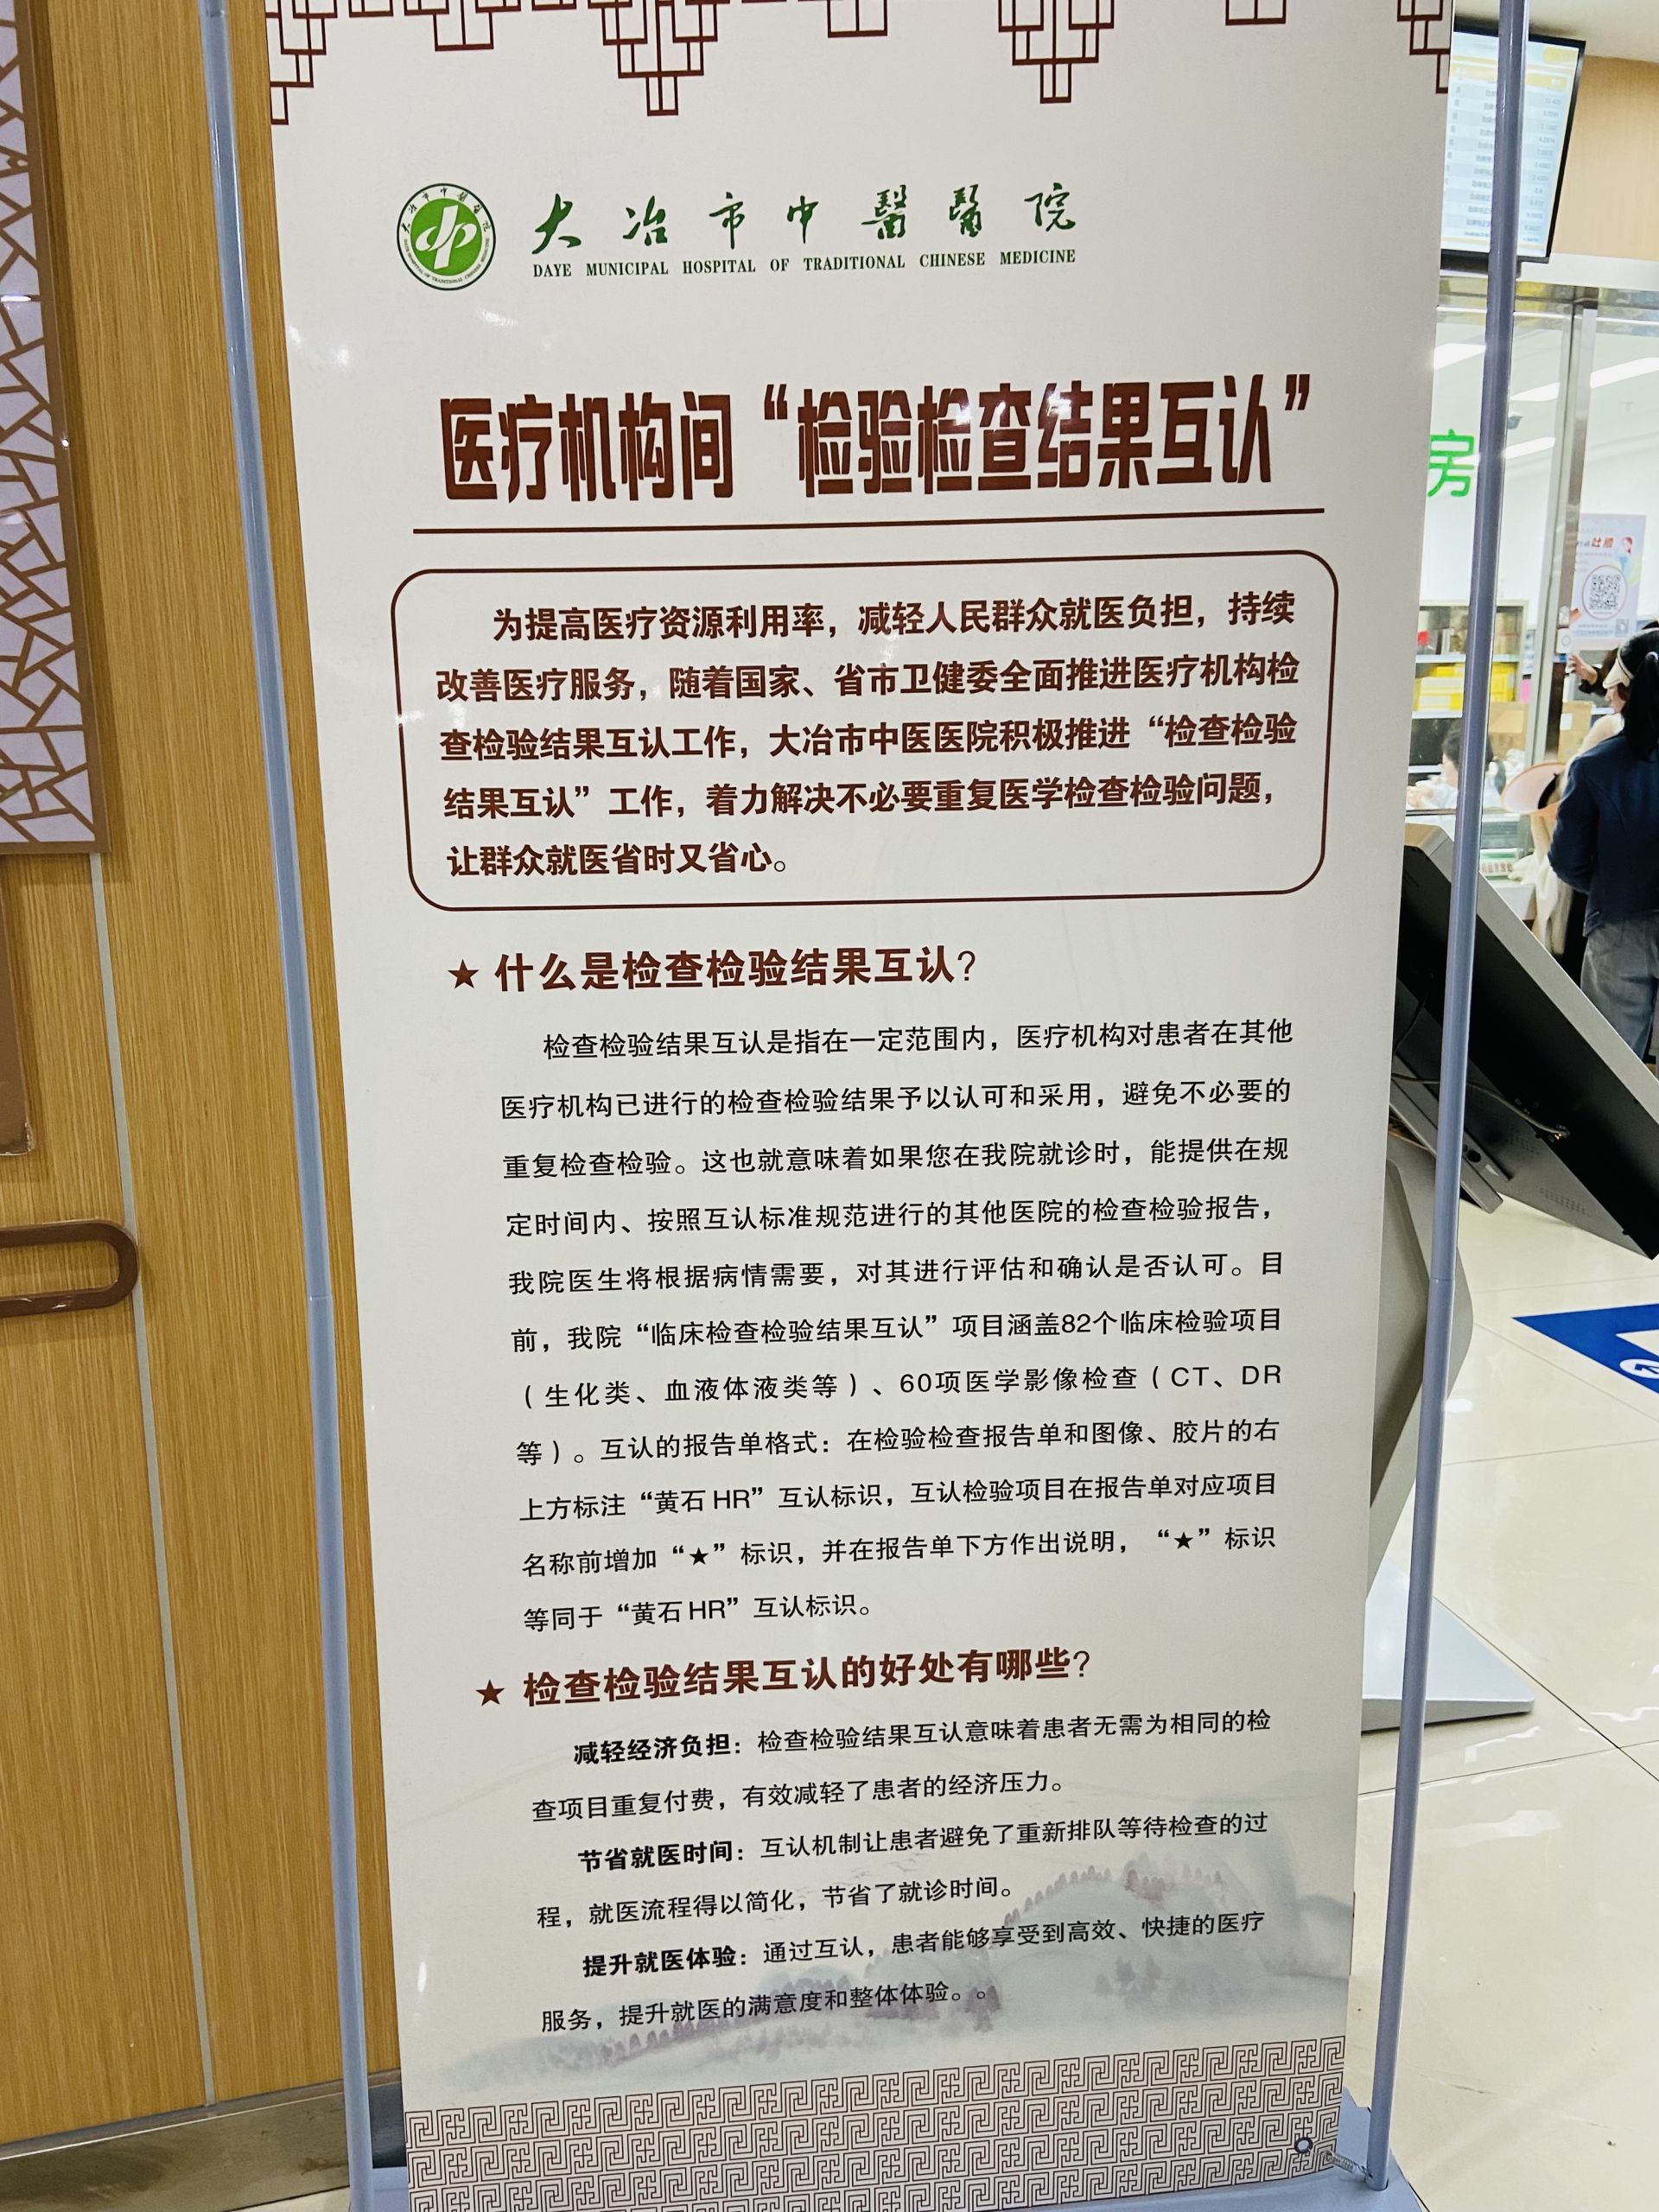 大冶市中醫醫院
DAYE MUNICIPAL HOSPITAL OF TRADITIONAL CHINESE MEDICINE
医疗机构间“检验检查结果互认”
为提高医疗资源利用率，减轻人民群众就医负担，持续
改善医疗服务，随着国家、省市卫健委全面推进医疗机构检
查检验结果互认工作，大冶市中医医院积极推进“检查检验
结果互认”工作，着力解决不必要重复医学检查检验问题，
让群众就医省时又省心。
★ 什么是检查检验结果互认?
检查检验结果互认是指在一定范围内，医疗机构对患者在其他
医疗机构已进行的检查检验结果予以认可和采用，避免不必要的
重复检查检验。这也就意味着如果您在我院就诊时，能提供在规
定时间内、按照互认标准规范进行的其他医院的检查检验报告，
我院医生将根据病情需要，对其进行评估和确认是否认可。目
前，我院“临床检查检验结果互认”项目涵盖82个临床检验项目
（生化类、血液体液类等）、60项医学影像检查（CT、DR
等）。互认的报告单格式：在检验检查报告单和图像、胶片的右
上方标注“黄石HR”互认标识，互认检验项目在报告单对应项目
名称前增加“★”标识，并在报告单下方作出说明，“★”标识
等同于“黄石HR”互认标识。
★ 检查检验结果互认的好处有哪些?
减轻经济负担：检查检验结果互认意味着患者无需为相同的检
查项目重复付费，有效减轻了患者的经济压力。
节省就医时间：互认机制让患者避免了重新排队等待检查的过
程，就医流程得以简化，节省了就诊时间。
提升就医体验：通过互认，患者能够享受到高效、快捷的医疗
服务，提升就医的满意度和整体体验。。
房